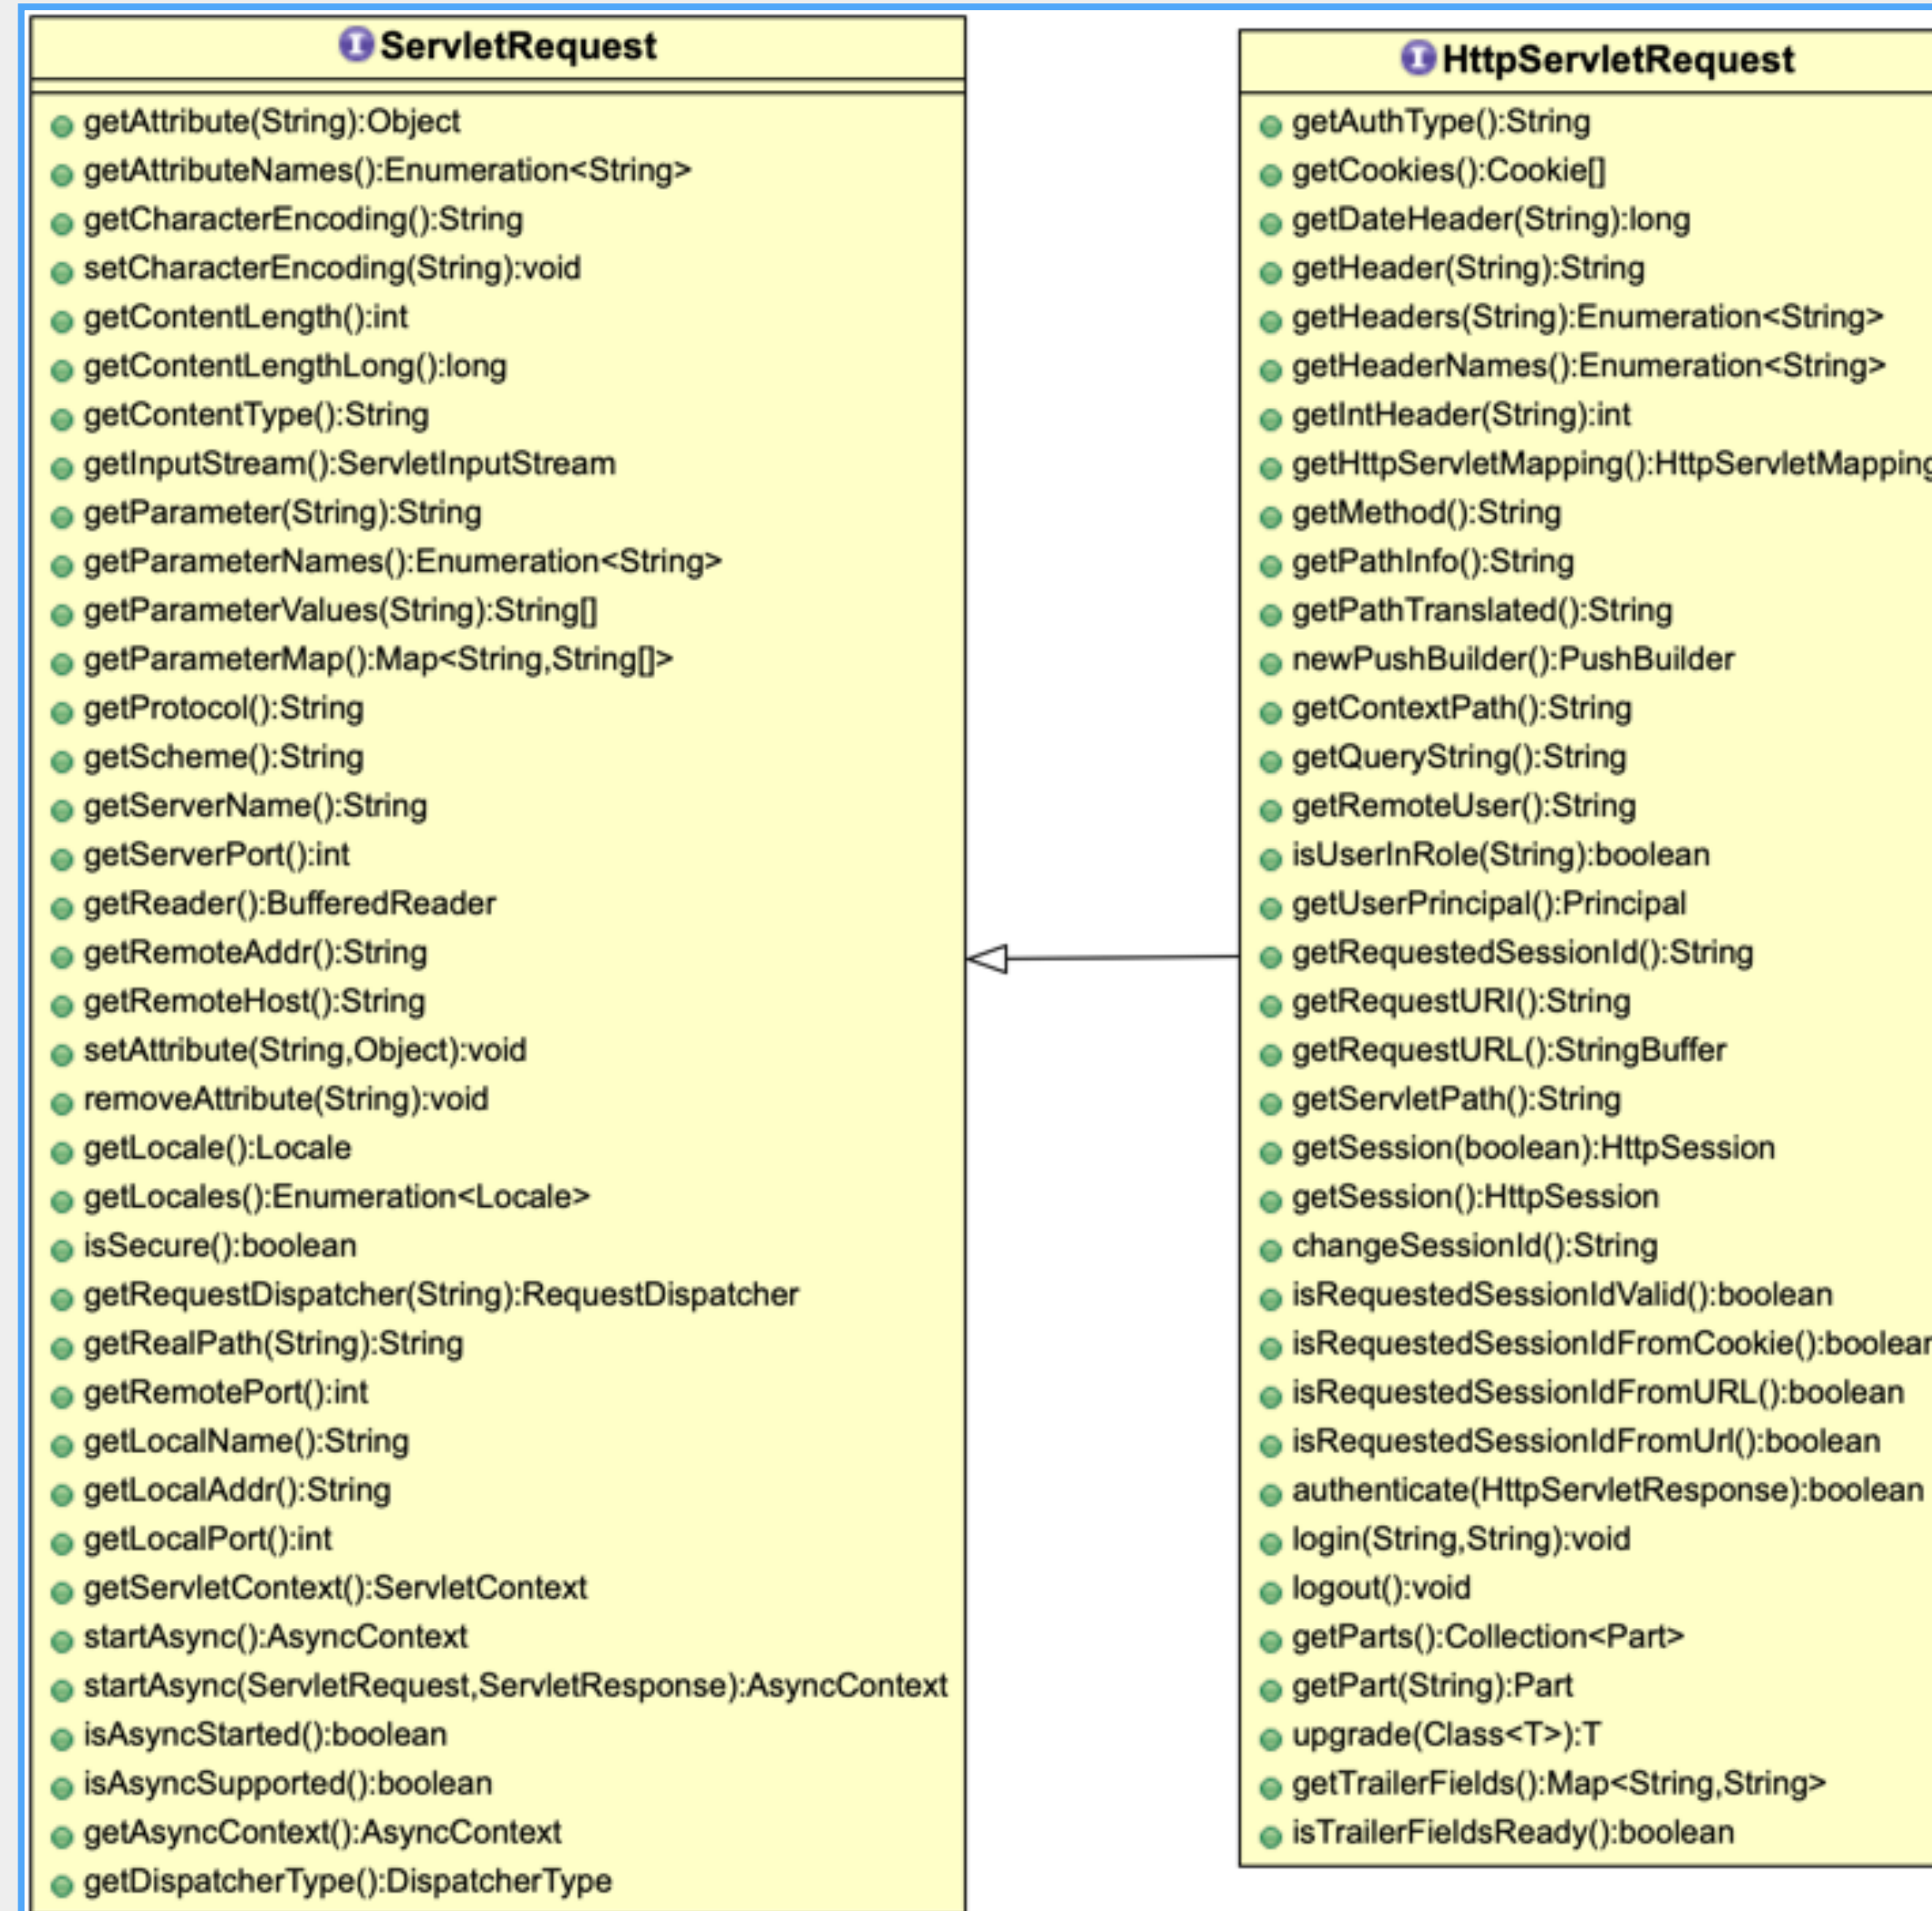 ServletRequest
getAttribute(String):Object
getAttributeNames():Enumeration<String>
getCharacterEncoding():String
setCharacterEncoding(String):void
getContentLength():int
getContentLengthLong():long
getContentType():String
getInputStream():ServletInputStream
getParameter(String):String
getParameterNames():Enumeration<String>
getParameterValues(String):String[]
getParameterMap():Map<String,String[]>
getProtocol():String
getScheme():String
getServerName():String
getServerPort():int
getReader():BufferedReader
getRemoteAddr():String
getRemoteHost():String
setAttribute(String,Object):void
removeAttribute(String):void
getLocale():Locale
getLocales():Enumeration<Locale>
isSecure():boolean
getRequestDispatcher(String):RequestDispatcher
getRealPath(String):String
getRemotePort():int
getLocalName():String
getLocalAddr():String
getLocalPort():int
getServletContext():ServletContext
startAsync():AsyncContext
startAsync(ServletRequest,ServletResponse):AsyncContext
isAsyncStarted():boolean
isAsyncSupported():boolean
getAsyncContext():AsyncContext
getDispatcherType():DispatcherType
HttpServletRequest
getAuthType():String
getCookies():Cookie[]
getDateHeader(String):long
getHeader(String):String
getHeaders(String):Enumeration<String>
getHeaderNames():Enumeration<String>
getIntHeader(String):int
getHttpServletMapping():HttpServletMapping
getMethod():String
getPathInfo():String
getPathTranslated():String
newPushBuilder():PushBuilder
getContextPath():String
getQueryString():String
getRemoteUser():String
isUserInRole(String):boolean
getUserPrincipal():Principal
getRequestedSessionId():String
getRequestURI():String
getRequestURL():StringBuffer
getServletPath():String
getSession(boolean):HttpSession
getSession():HttpSession
changeSessionId():String
isRequestedSessionIdValid():boolean
isRequestedSessionIdFromCookie():boolean
isRequestedSessionIdFromURL():boolean
isRequestedSessionIdFromUrl():boolean
authenticate(HttpServletResponse):boolean
login(String,String):void
logout():void
getParts():Collection<Part>
getPart(String):Part
upgrade(Class<T>):T
getTrailerFields():Map<String,String>
isTrailerFieldsReady():boolean